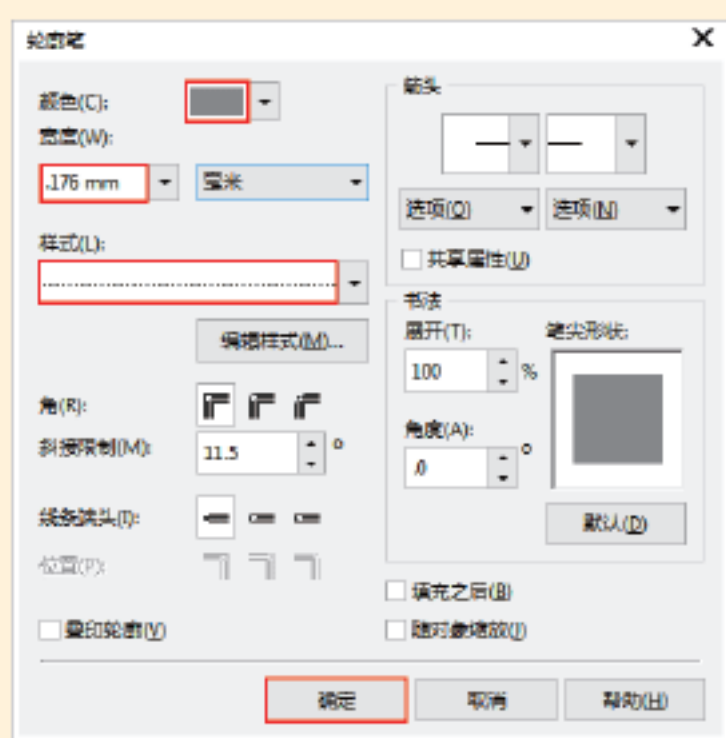 轮廓笔
颜色(C):
宽度(W):
.176 mm
毫米
样式(L):
编辑样式(M)...
角(R):
斜接限制(M):
11.5
°
线条端头(T):
位置(P):
叠印轮廓(V)
箭头
选项(O)
选项(N)
共享属性(U)
书法
展开(T):
笔尖形状:
100
%
角度(A):
.0
°
默认(D)
填充之后(B)
随对象缩放(J)
确定
取消
帮助(H)